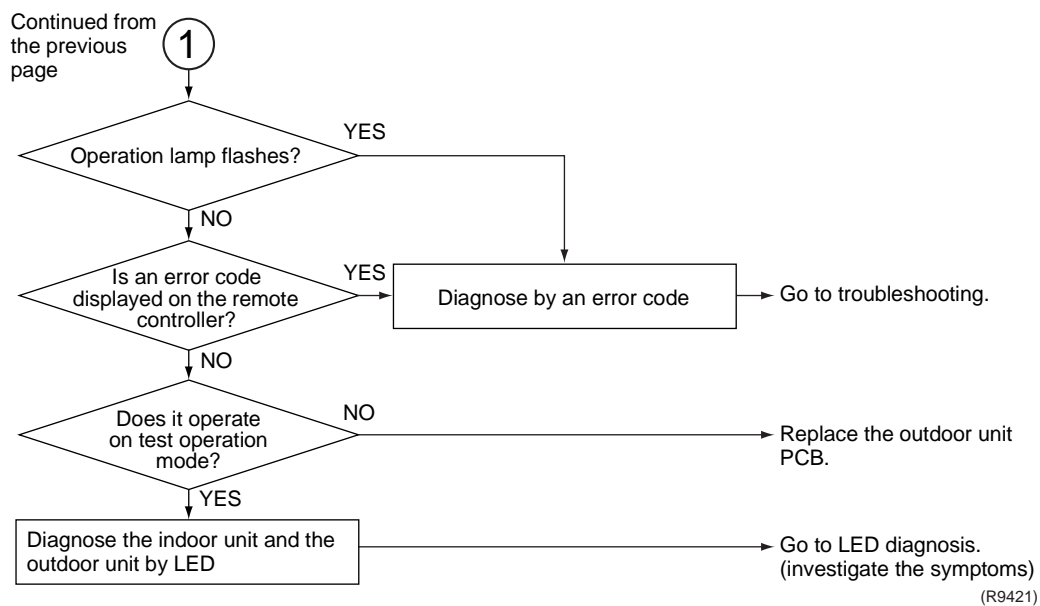 Continued from
the previous
page
1
YES
Operation lamp flashes?
NO
Is an error code
displayed on the remote
controller?
YES
Diagnose by an error code
Go to troubleshooting.
NO
Does it operate
on test operation
mode?
NO
Replace the outdoor unit
PCB.
YES
Diagnose the indoor unit and the
outdoor unit by LED
Go to LED diagnosis.
(investigate the symptoms)
(R9421)